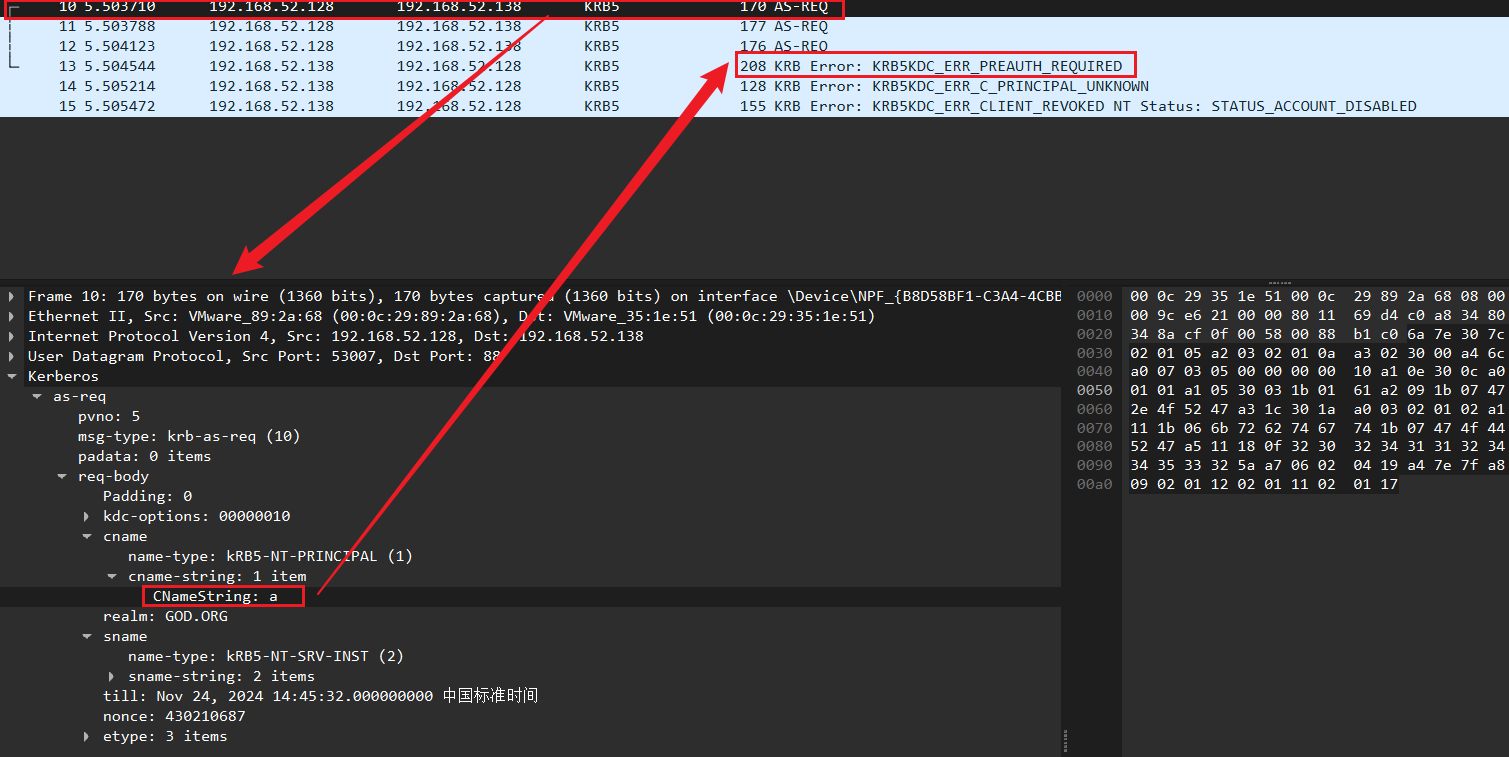 10 5.503710 192.168.52.128 192.168.52.138 KRB5 170 AS-REQ
11 5.503788 192.168.52.128 192.168.52.138 KRB5 177 AS-REQ
12 5.504123 192.168.52.128 192.168.52.138 KRB5 176 AS-REQ
13 5.504544 192.168.52.138 192.168.52.128 KRB5 208 KRB Error: KRB5KDC_ERR_PREAUTH_REQUIRED
14 5.505214 192.168.52.138 192.168.52.128 KRB5 128 KRB Error: KRB5KDC_ERR_C_PRINCIPAL_UNKNOWN
15 5.505472 192.168.52.138 192.168.52.128 KRB5 155 KRB Error: KRB5KDC_ERR_CLIENT_REVOKED NT Status: STATUS_ACCOUNT_DISABLED
Frame 10: 170 bytes on wire (1360 bits), 170 bytes captured (1360 bits) on interface \Device\NPF_{B8D58BF1-C3A4-4CBB
Ethernet II, Src: VMware_89:2a:68 (00:0c:29:89:2a:68), Dst: VMware_35:1e:51 (00:0c:29:35:1e:51)
Internet Protocol Version 4, Src: 192.168.52.128, Dst: 192.168.52.138
User Datagram Protocol, Src Port: 53007, Dst Port: 88
Kerberos
as-req
pvno: 5
msg-type: krb-as-req (10)
padata: 0 items
req-body
Padding: 0
kdc-options: 00000010
cname
name-type: kRB5-NT-PRINCIPAL (1)
cname-string: 1 item
CNameString: a
realm: GOD.ORG
sname
name-type: kRB5-NT-SRV-INST (2)
sname-string: 2 items
till: Nov 24, 2024 14:45:32.000000000 中国标准时间
nonce: 430210687
etype: 3 items
0000 00 0c 29 35 1e 51 00 0c 29 89 2a 68 08 00
0010 00 9c e6 21 00 00 80 11 69 d4 c0 a8 34 80
0020 34 8a cf 0f 00 58 00 88 b1 c0 6a 7e 30 7c
0030 02 01 05 a2 03 02 01 0a a3 02 30 00 a4 6c
0040 a0 07 03 05 00 00 00 00 10 a1 0e 30 0c a0
0050 01 01 a1 05 30 03 1b 01 61 a2 09 1b 07 47
0060 2e 4f 52 47 a3 1c 30 1a a0 03 02 01 02 a1
0070 11 1b 06 6b 72 62 74 67 74 1b 07 47 4f 44
0080 52 47 a5 11 18 0f 32 30 32 34 31 31 32 34
0090 34 35 33 32 5a a7 06 02 04 19 a4 7e 7f a8
00a0 09 02 01 12 02 01 11 02 01 17